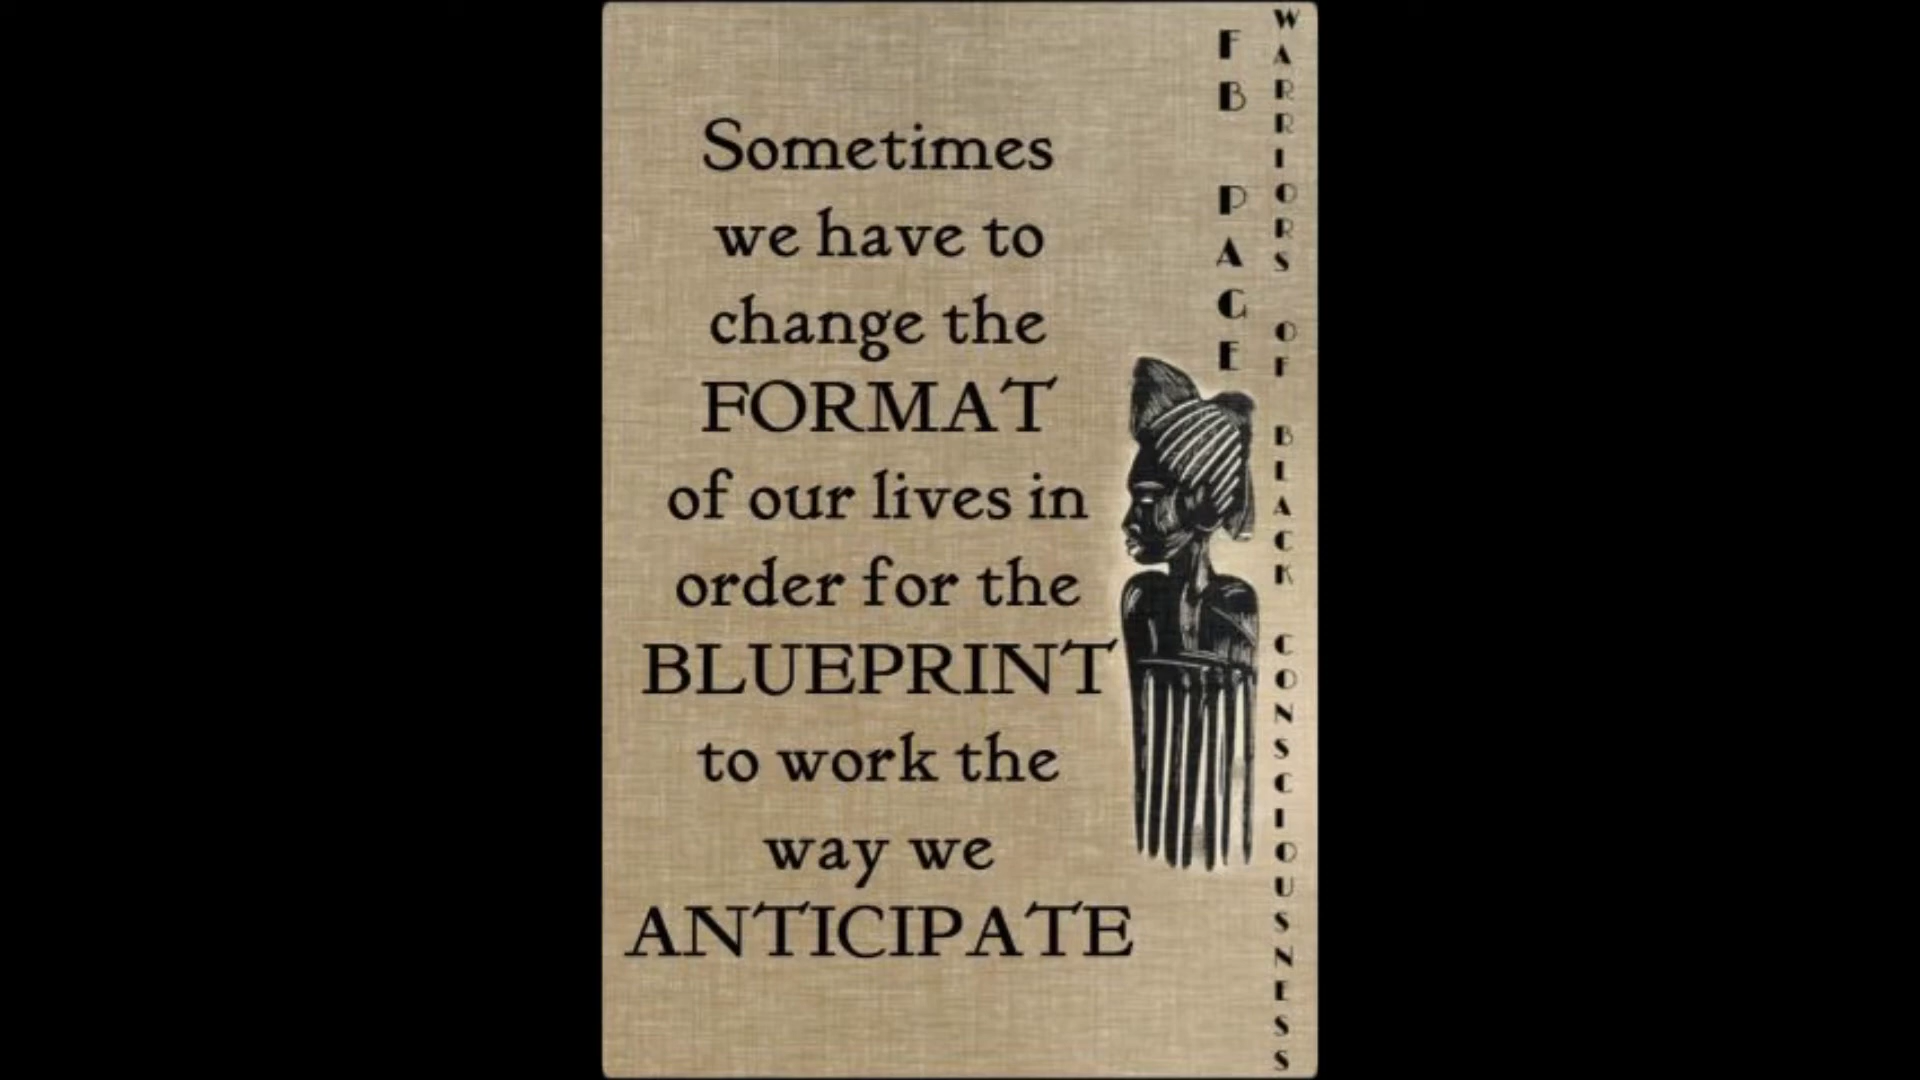 Sometimes
we have to
change the
FORMAT
of our lives in
order for the
BLUEPRINT
to work the
way we
ANTICIPATE
FB PAGE
WARRIORS OF BLACK CONSCIOUSNESS